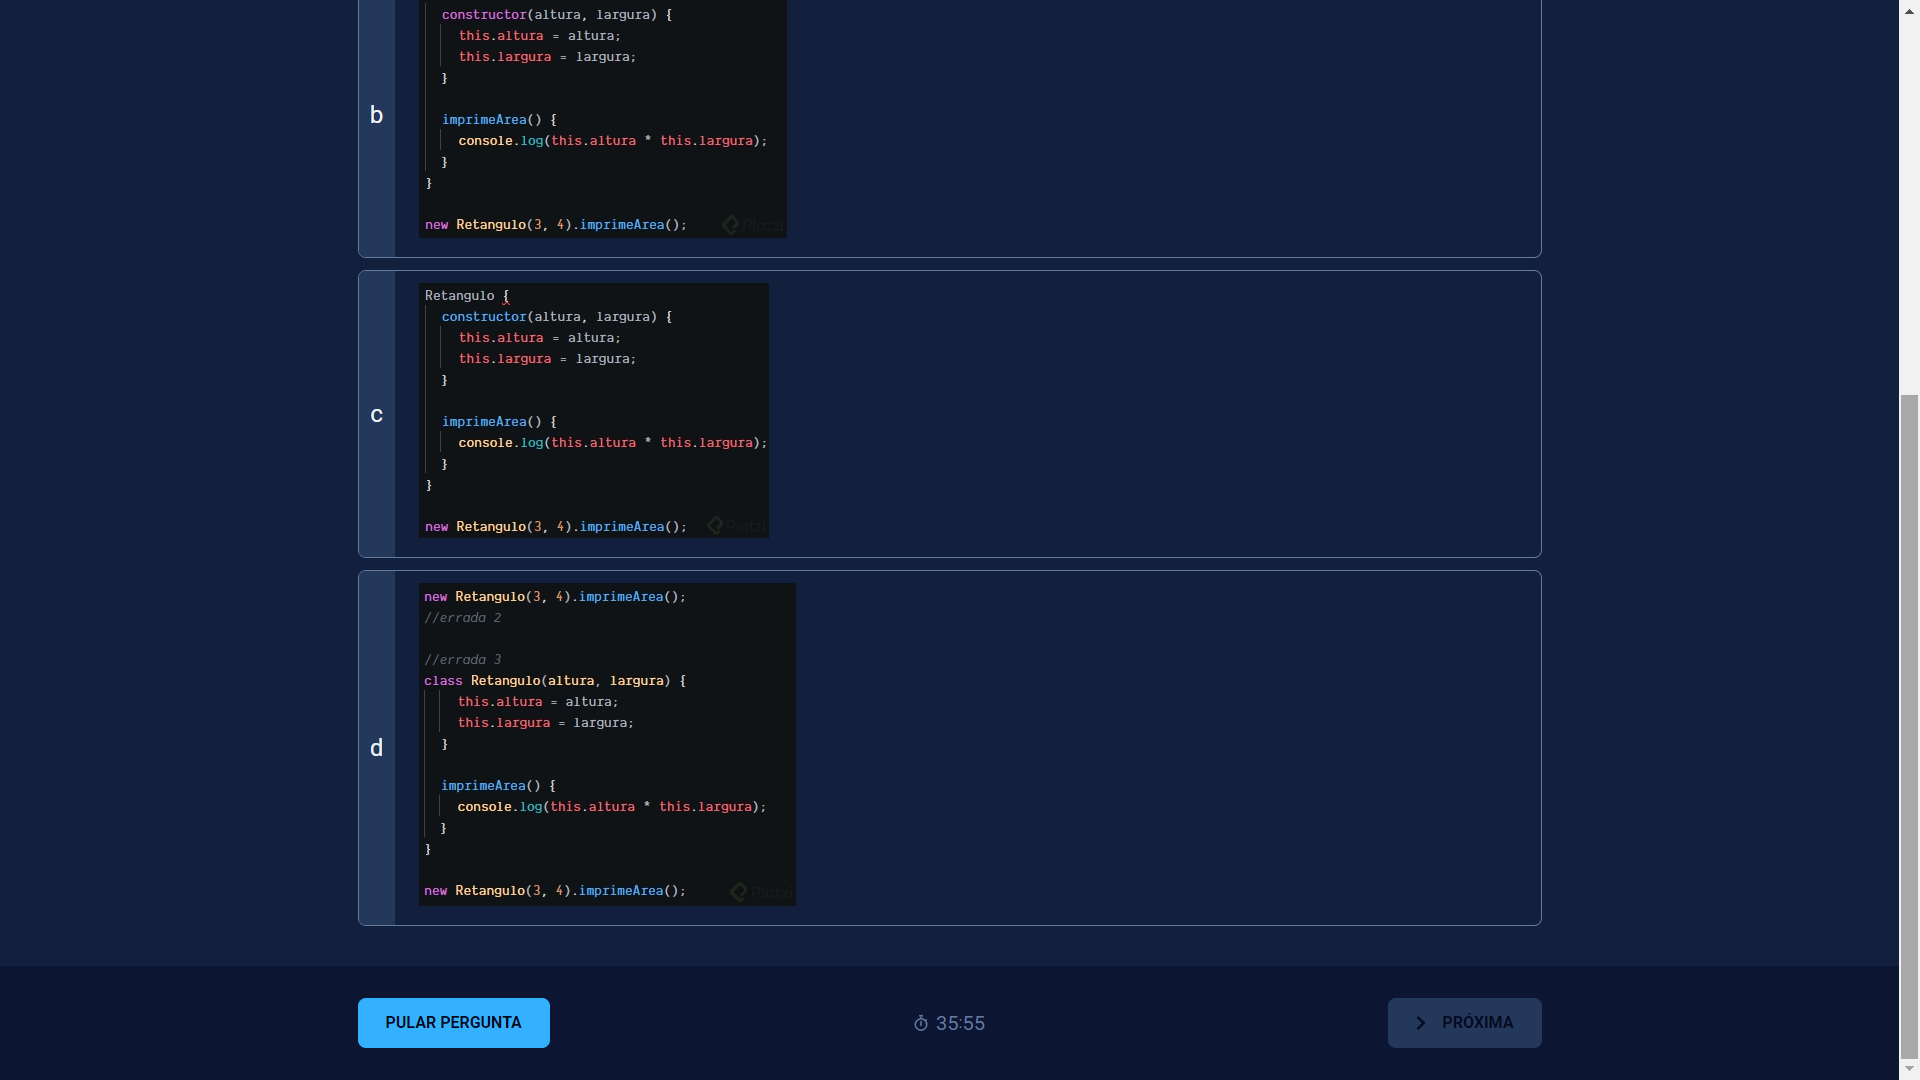 constructor(altura, largura) {
this.altura = altura;
this.largura = largura;
}
imprimeArea() {
console.log(this.altura * this.largura);
}
}
new Retangulo(3, 4).imprimeArea();
Platzi
b
Retangulo {
constructor(altura, largura) {
this.altura = altura;
this.largura = largura;
}
imprimeArea() {
console.log(this.altura * this.largura);
}
}
new Retangulo(3, 4).imprimeArea();
Platzi
c
new Retangulo(3, 4).imprimeArea();
//errada 2
//errada 3
class Retangulo(altura, largura) {
this.altura = altura;
this.largura = largura;
}
imprimeArea() {
console.log(this.altura * this.largura);
}
}
new Retangulo(3, 4).imprimeArea();
Platzi
d
PULAR PERGUNTA
35:55
PRÓXIMA